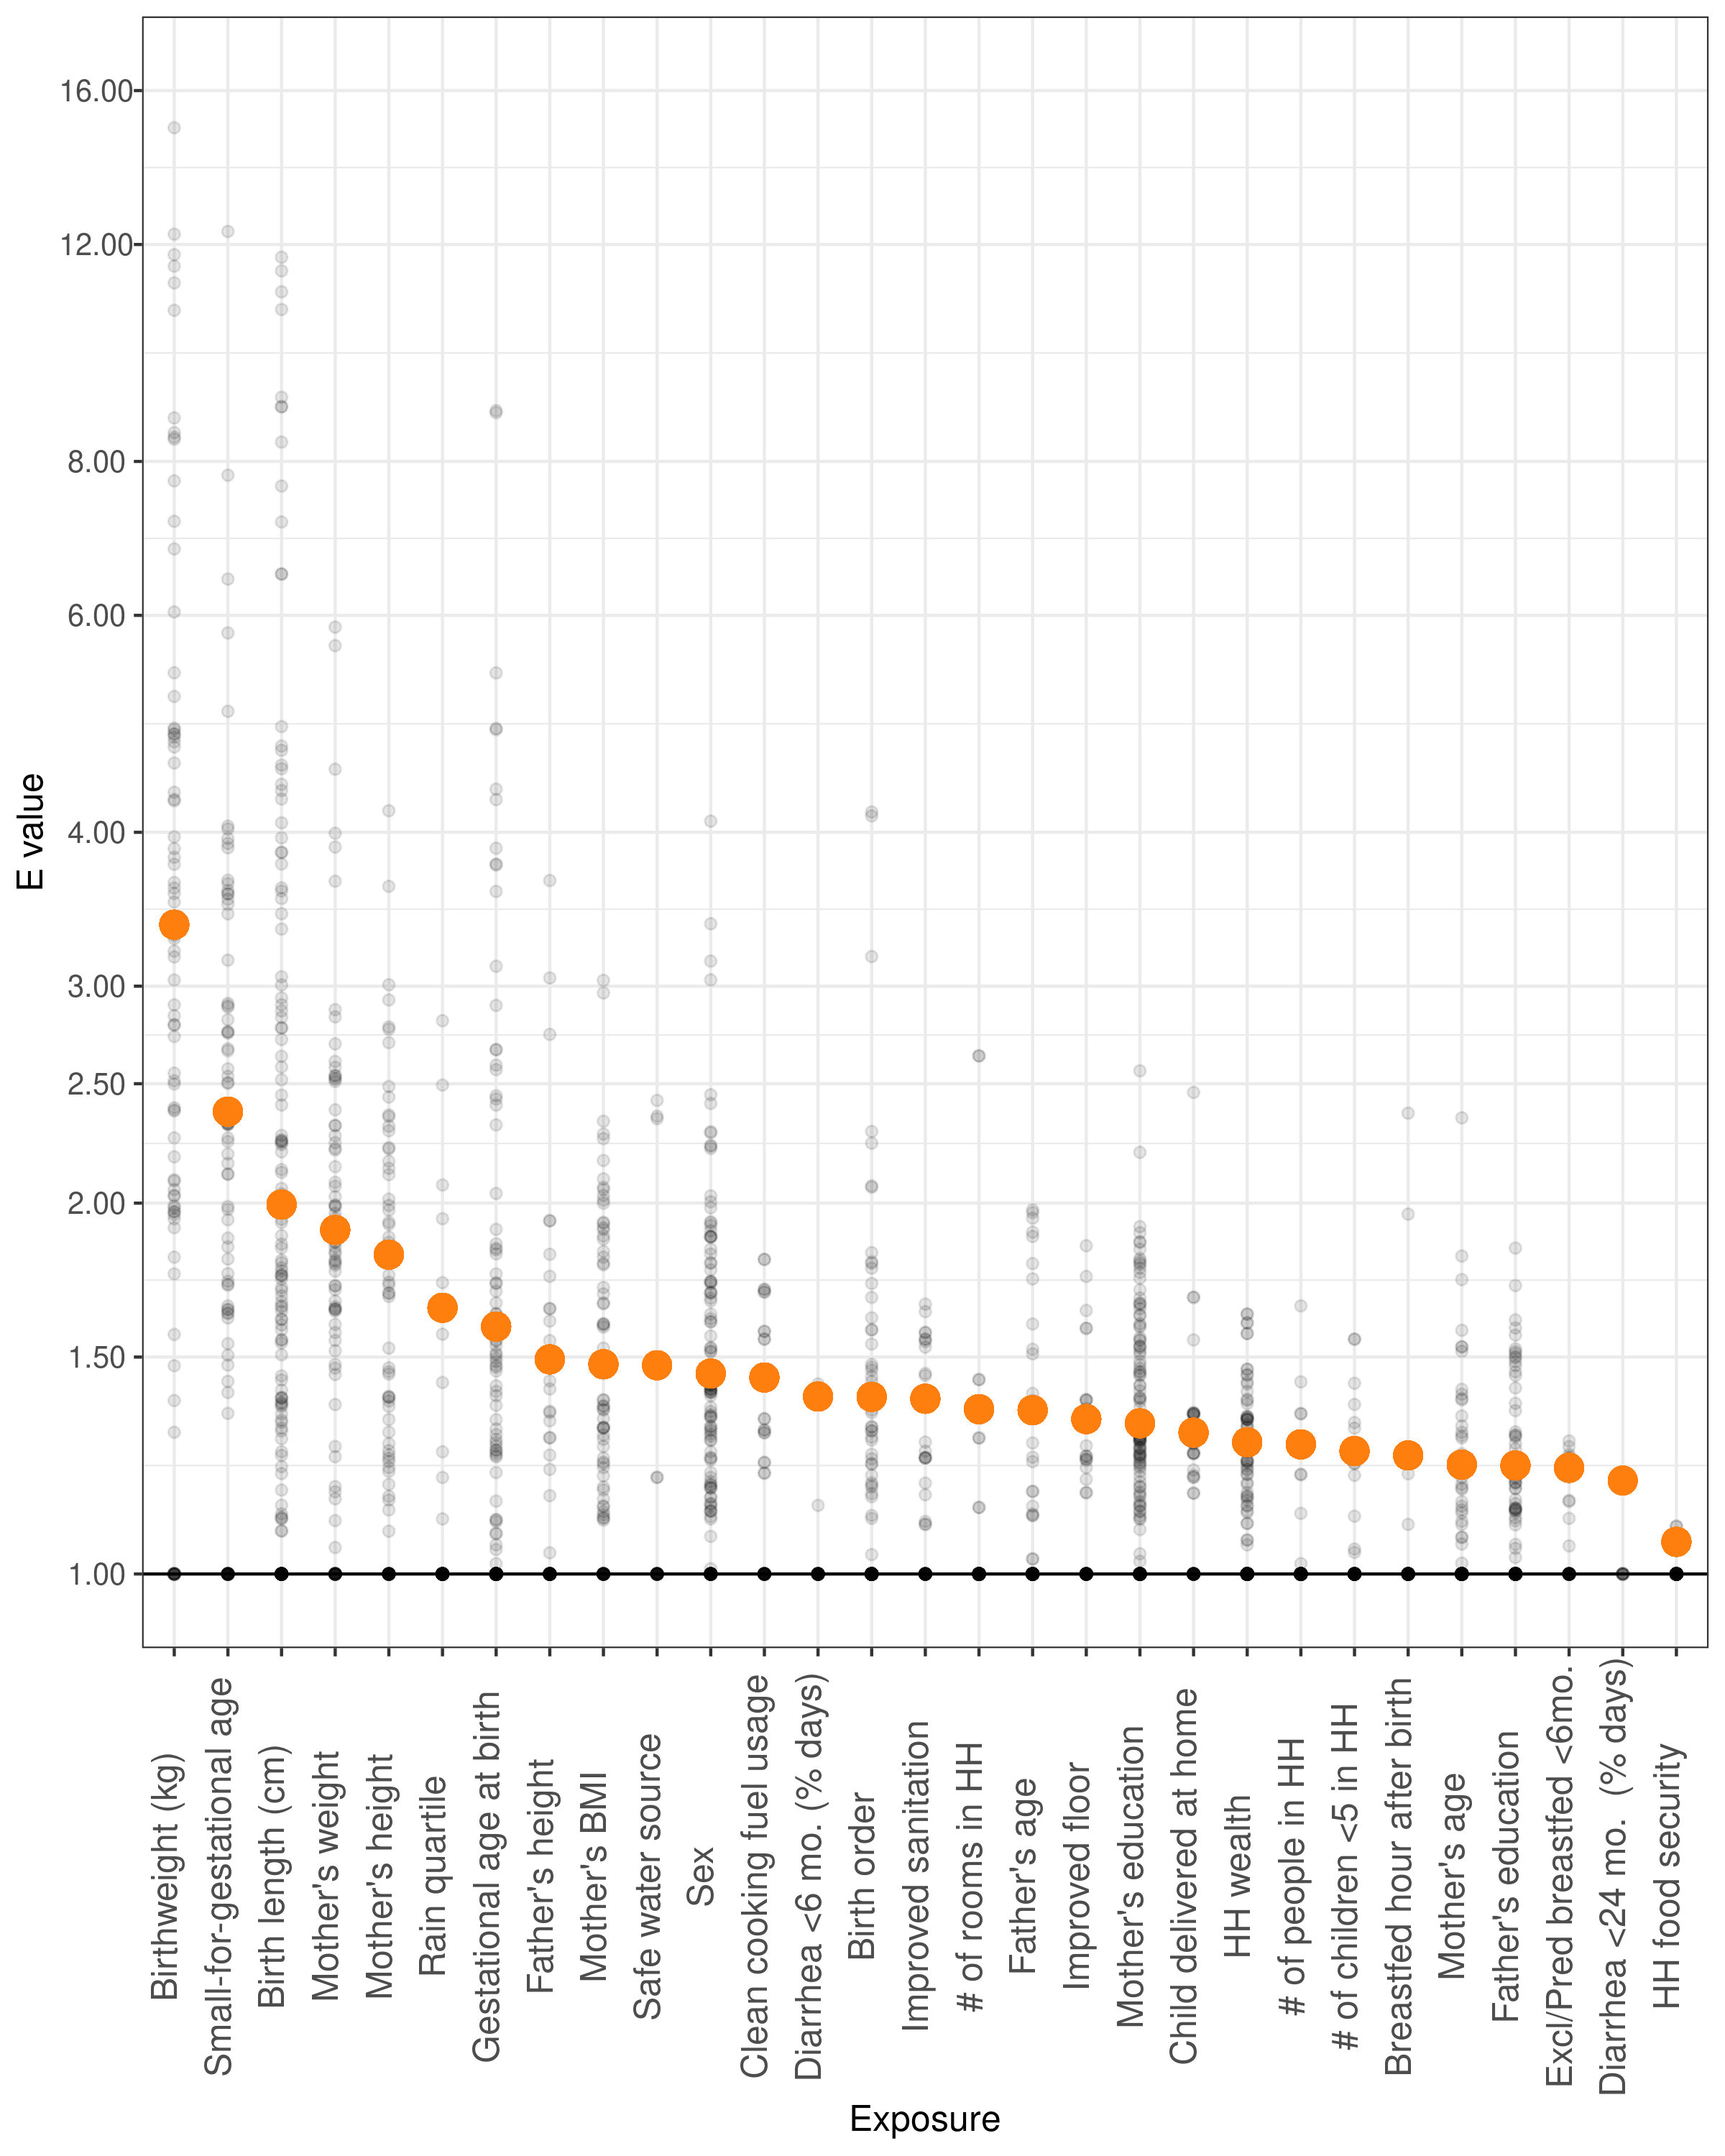 16.00
12.00
8.00
6.00
4.00
3.00
2.50
2.00
1.50
1.00
E value
Birthweight (kg)
Small-for-gestational age
Birth length (cm)
Mother's weight
Mother's height
Rain quartile
Gestational age at birth
Father's height
Mother's BMI
Safe water source
Sex
Clean cooking fuel usage
Diarrhea <6 mo. (% days)
Birth order
Improved sanitation
# of rooms in HH
Father's age
Improved floor
Mother's education
Child delivered at home
HH wealth
# of people in HH
# of children <5 in HH
Breastfed hour after birth
Mother's age
Father's education
Excl/Pred breastfed <6mo.
Diarrhea <24 mo.  (% days)
HH food security
Exposure